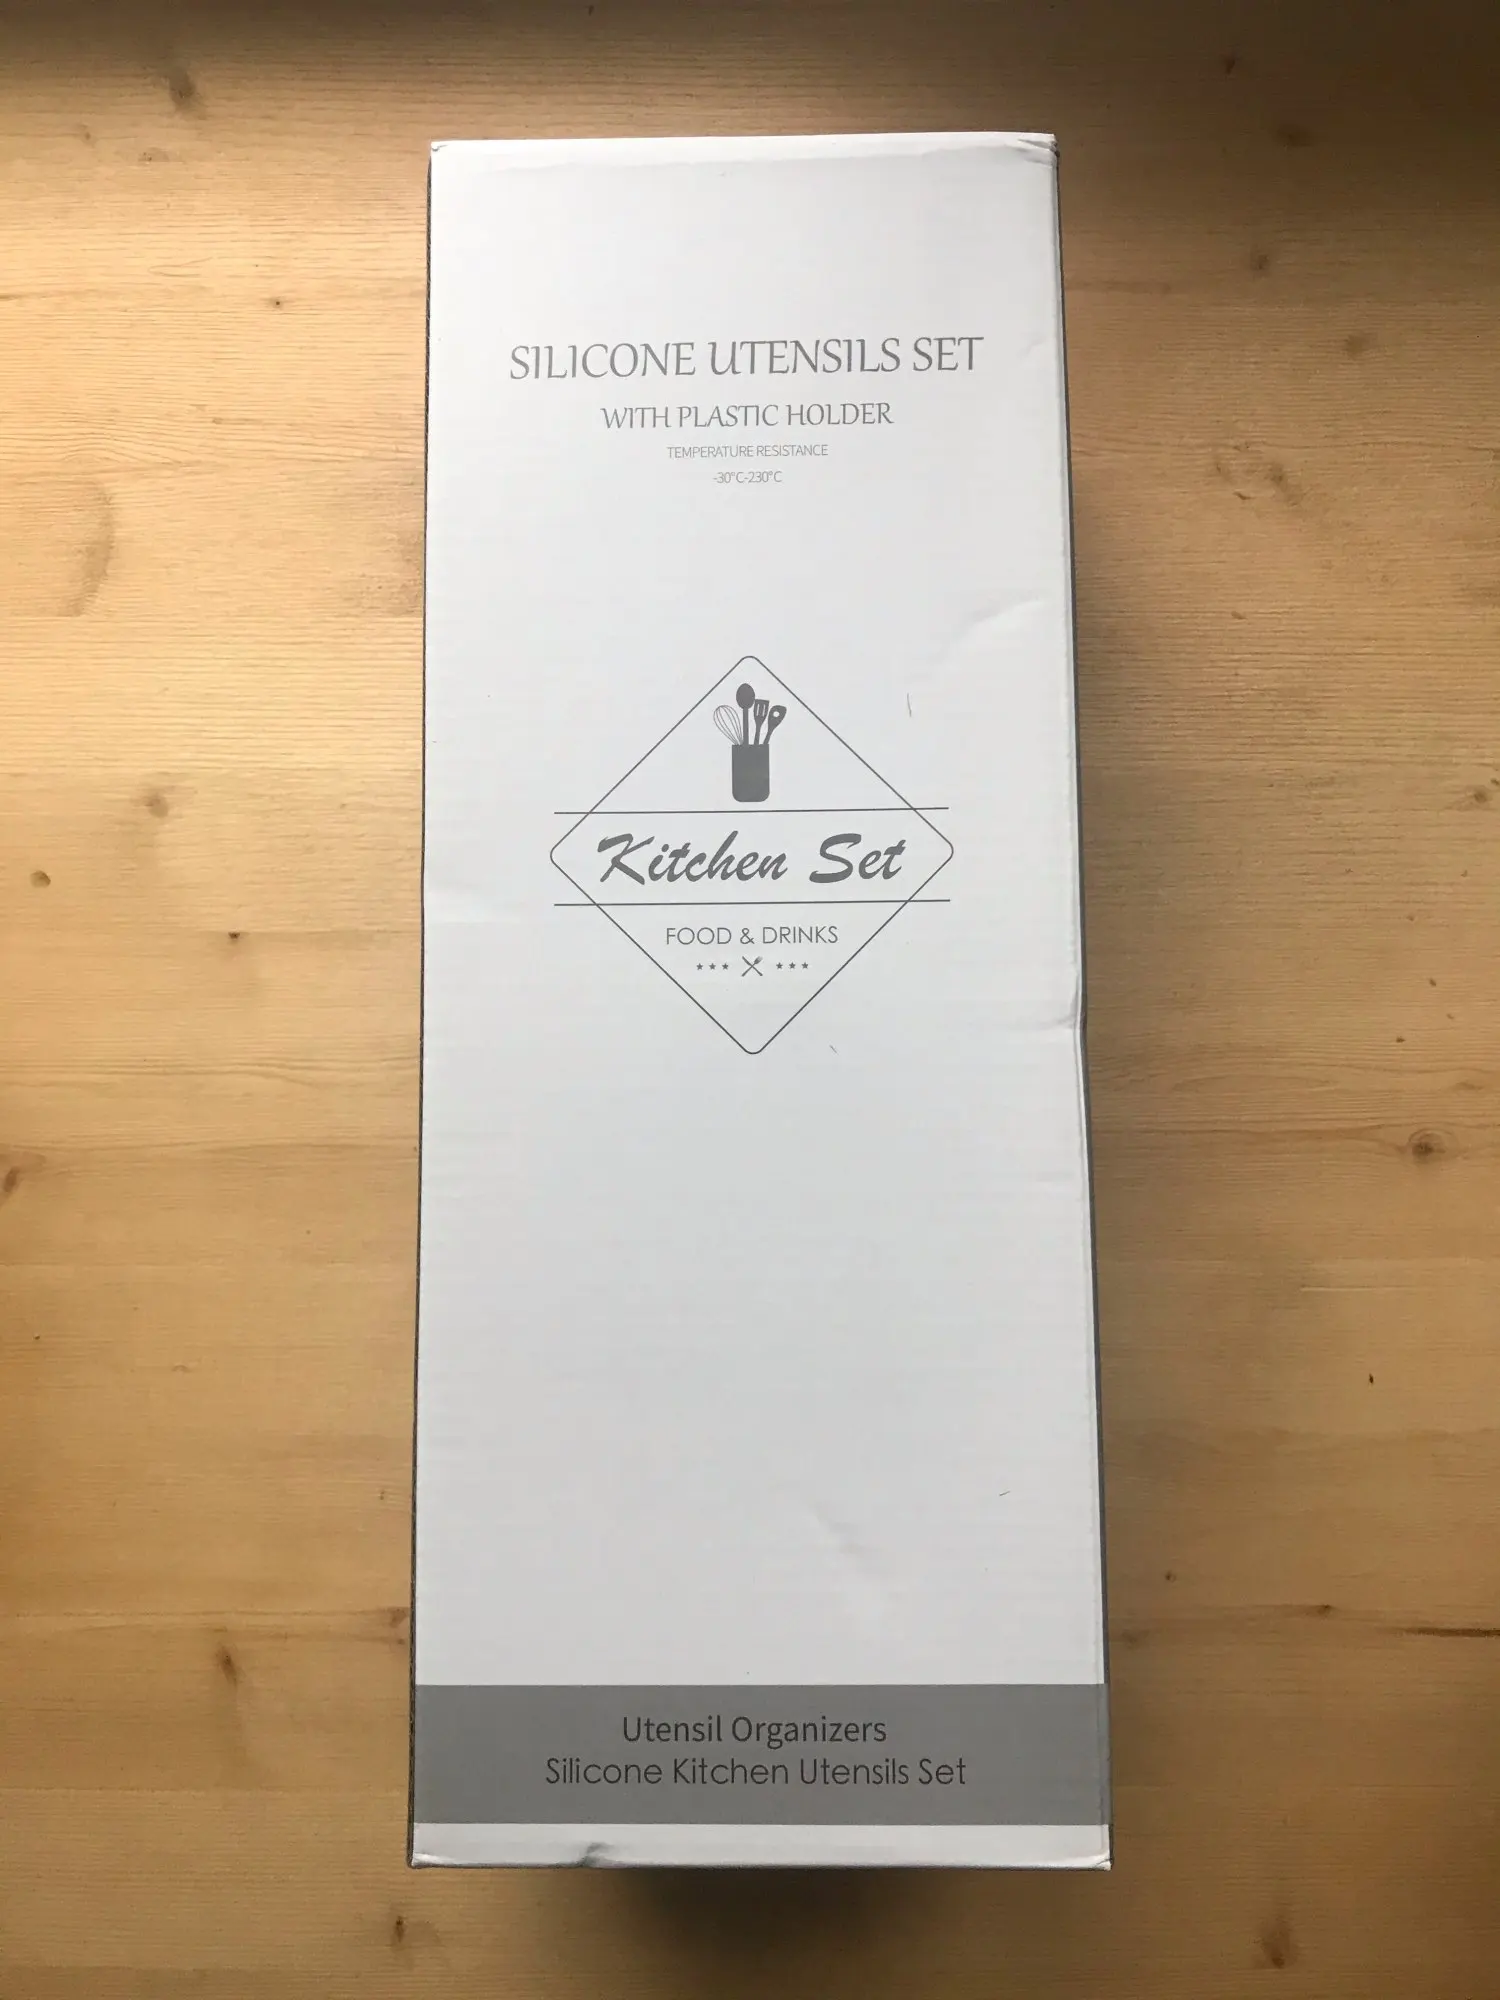 SILICONE UTENSILS SET
WITH PLASTIC HOLDER
TEMPERATURE RESISTANCE
-30°C-230°C
Kitchen Set
FOOD & DRINKS
Utensil Organizers
Silicone Kitchen Utensils Set